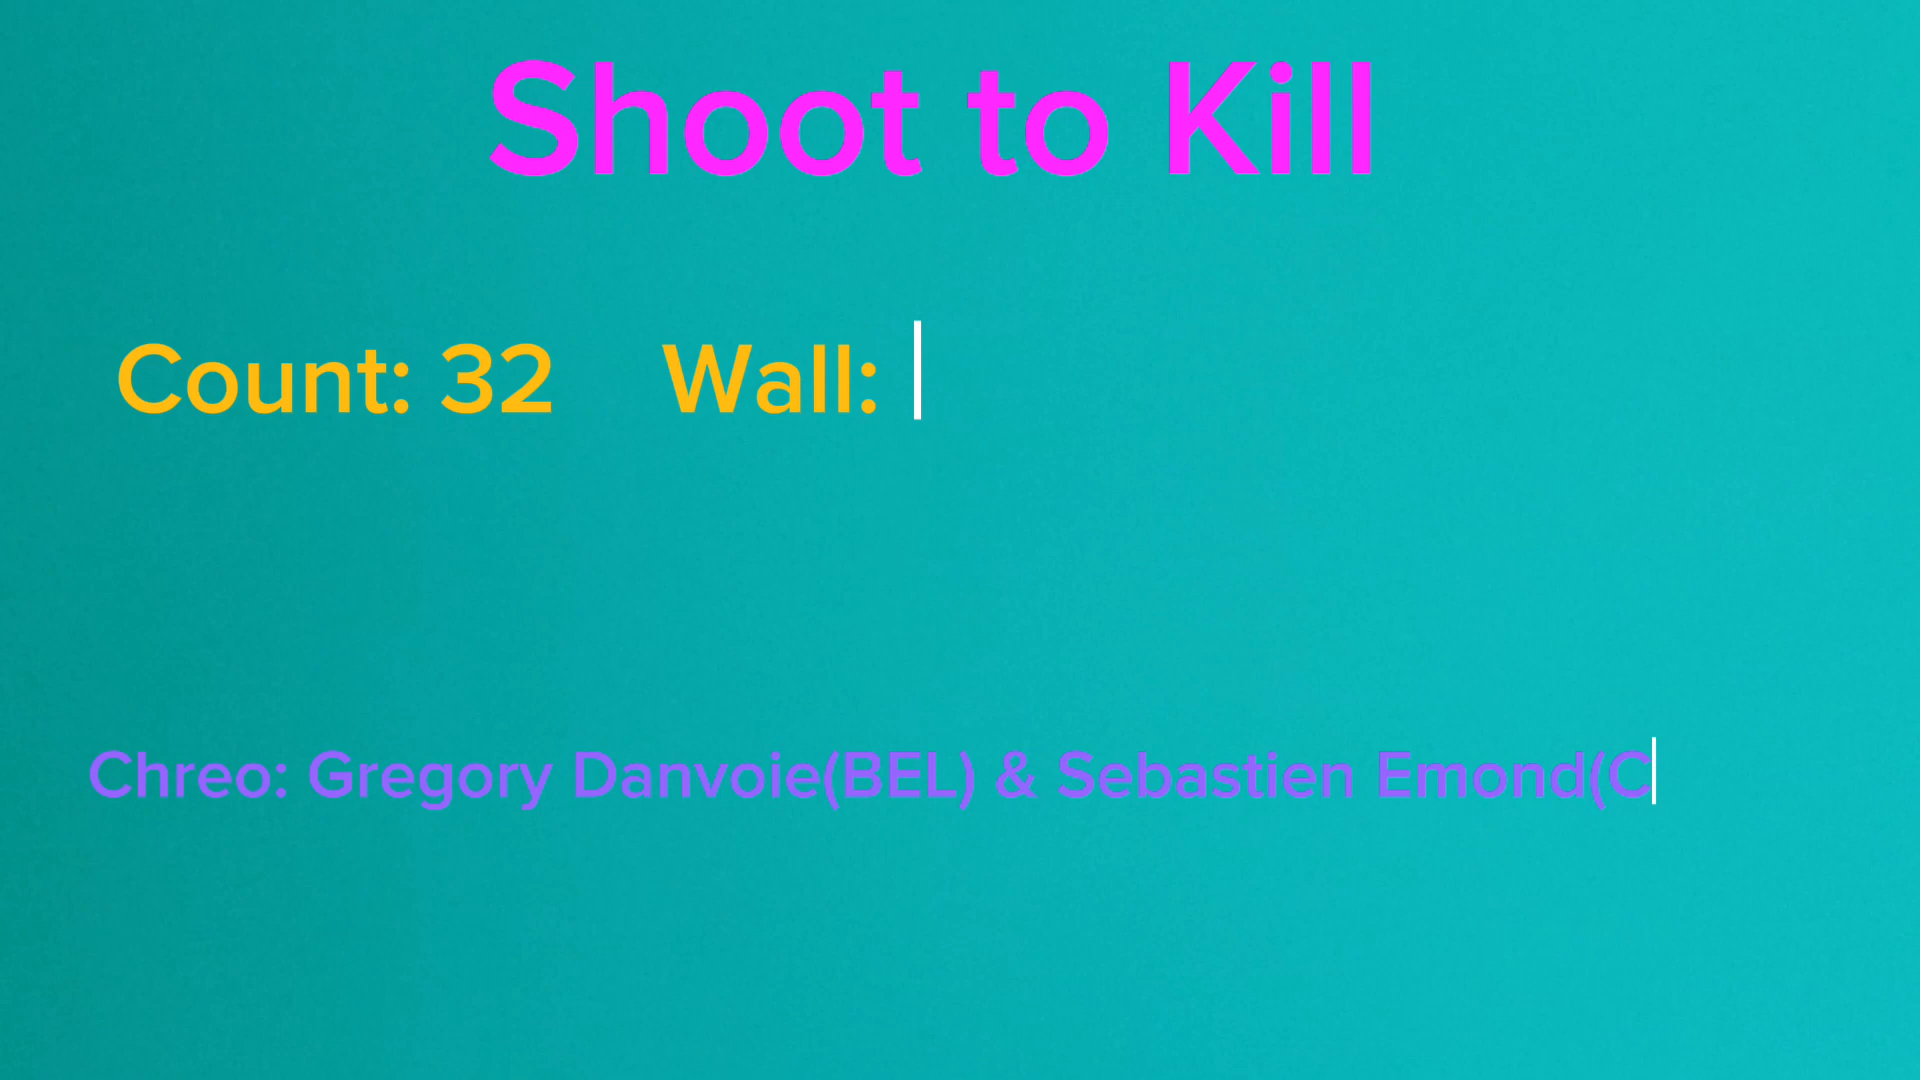 Shoot to Kill
Count: 32 Wall:
Chreo: Gregory Danvoie(BEL) & Sebastien Emond(C